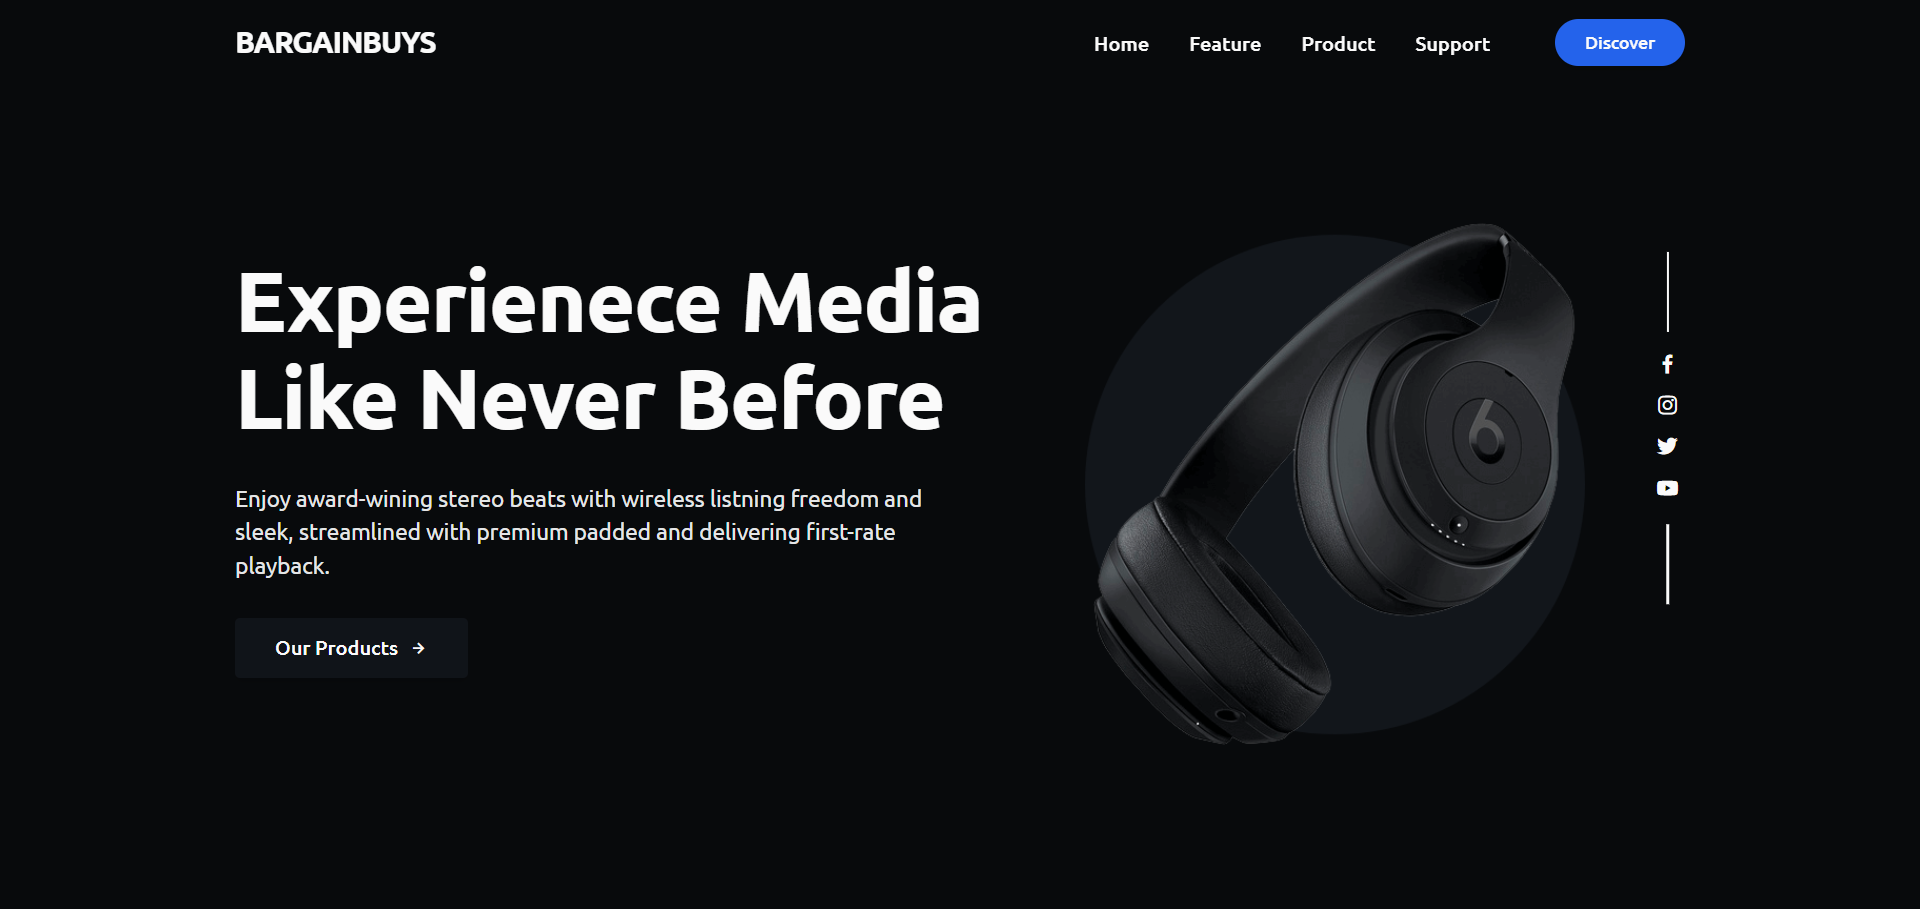 BARGAINBUYS
Home Feature Product Support Discover
Experienece Media
Like Never Before
Enjoy award-wining stereo beats with wireless listning freedom and
sleek, streamlined with premium padded and delivering first-rate
playback.
Our Products →